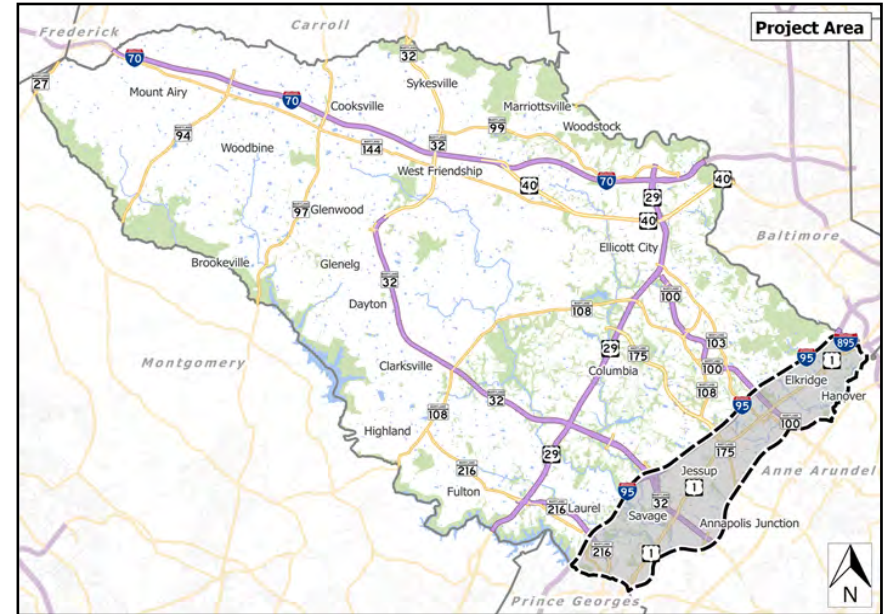 Project Area
Frederick
Carroll
70
32
27
Mount Airy
Sykesville
70
Cooksville
Marriottsville
94
99
Woodstock
Woodbine
144
32
West Friendship
70
40
40
29
97
Glenwood
40
Baltimore
Ellicott City
Brookeville
Glenelg
32
100
Dayton
108
103
895
Montgomery
29
175
95
1
Clarksville
Columbia
100
Elkridge
108
Hanover
32
95
108
100
Highland
175
29
Anne Arundel
216
Jessup
Fulton
95
1
216
Laurel
32
Savage
Annapolis Junction
216
1
Prince Georges
N